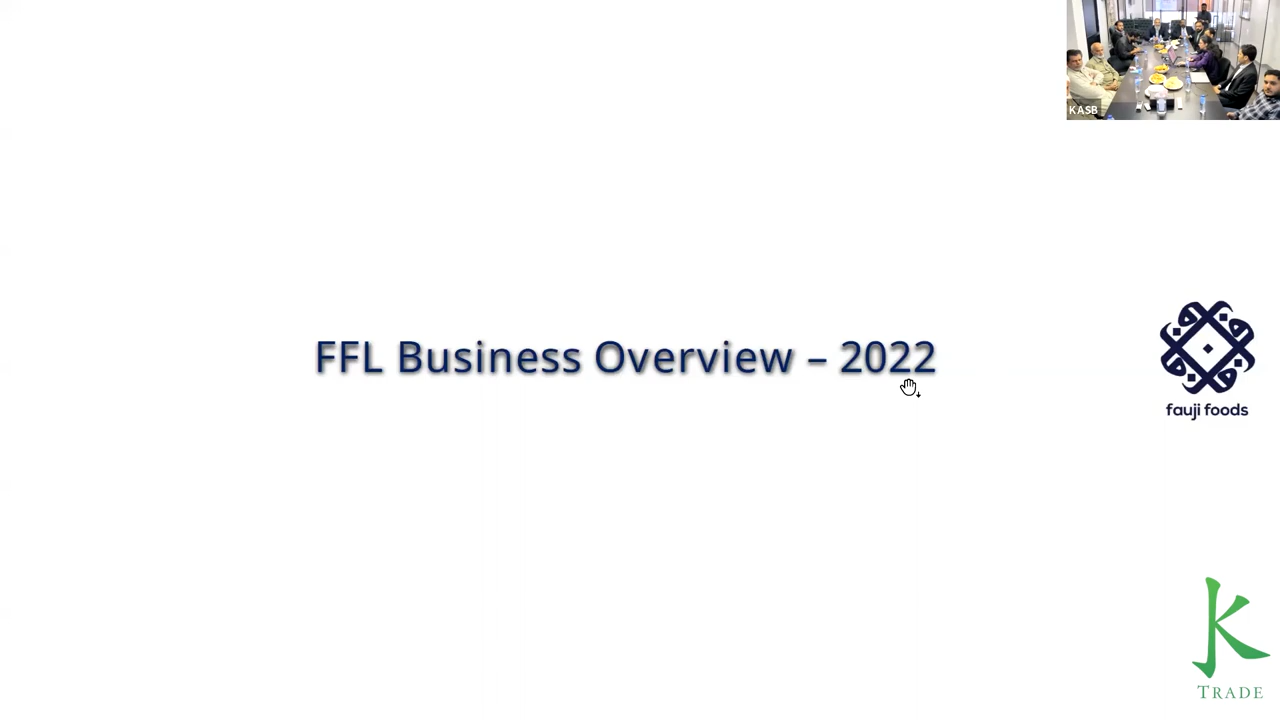 KASB
FFL Business Overview – 2022
fauji foods
K
TRADE